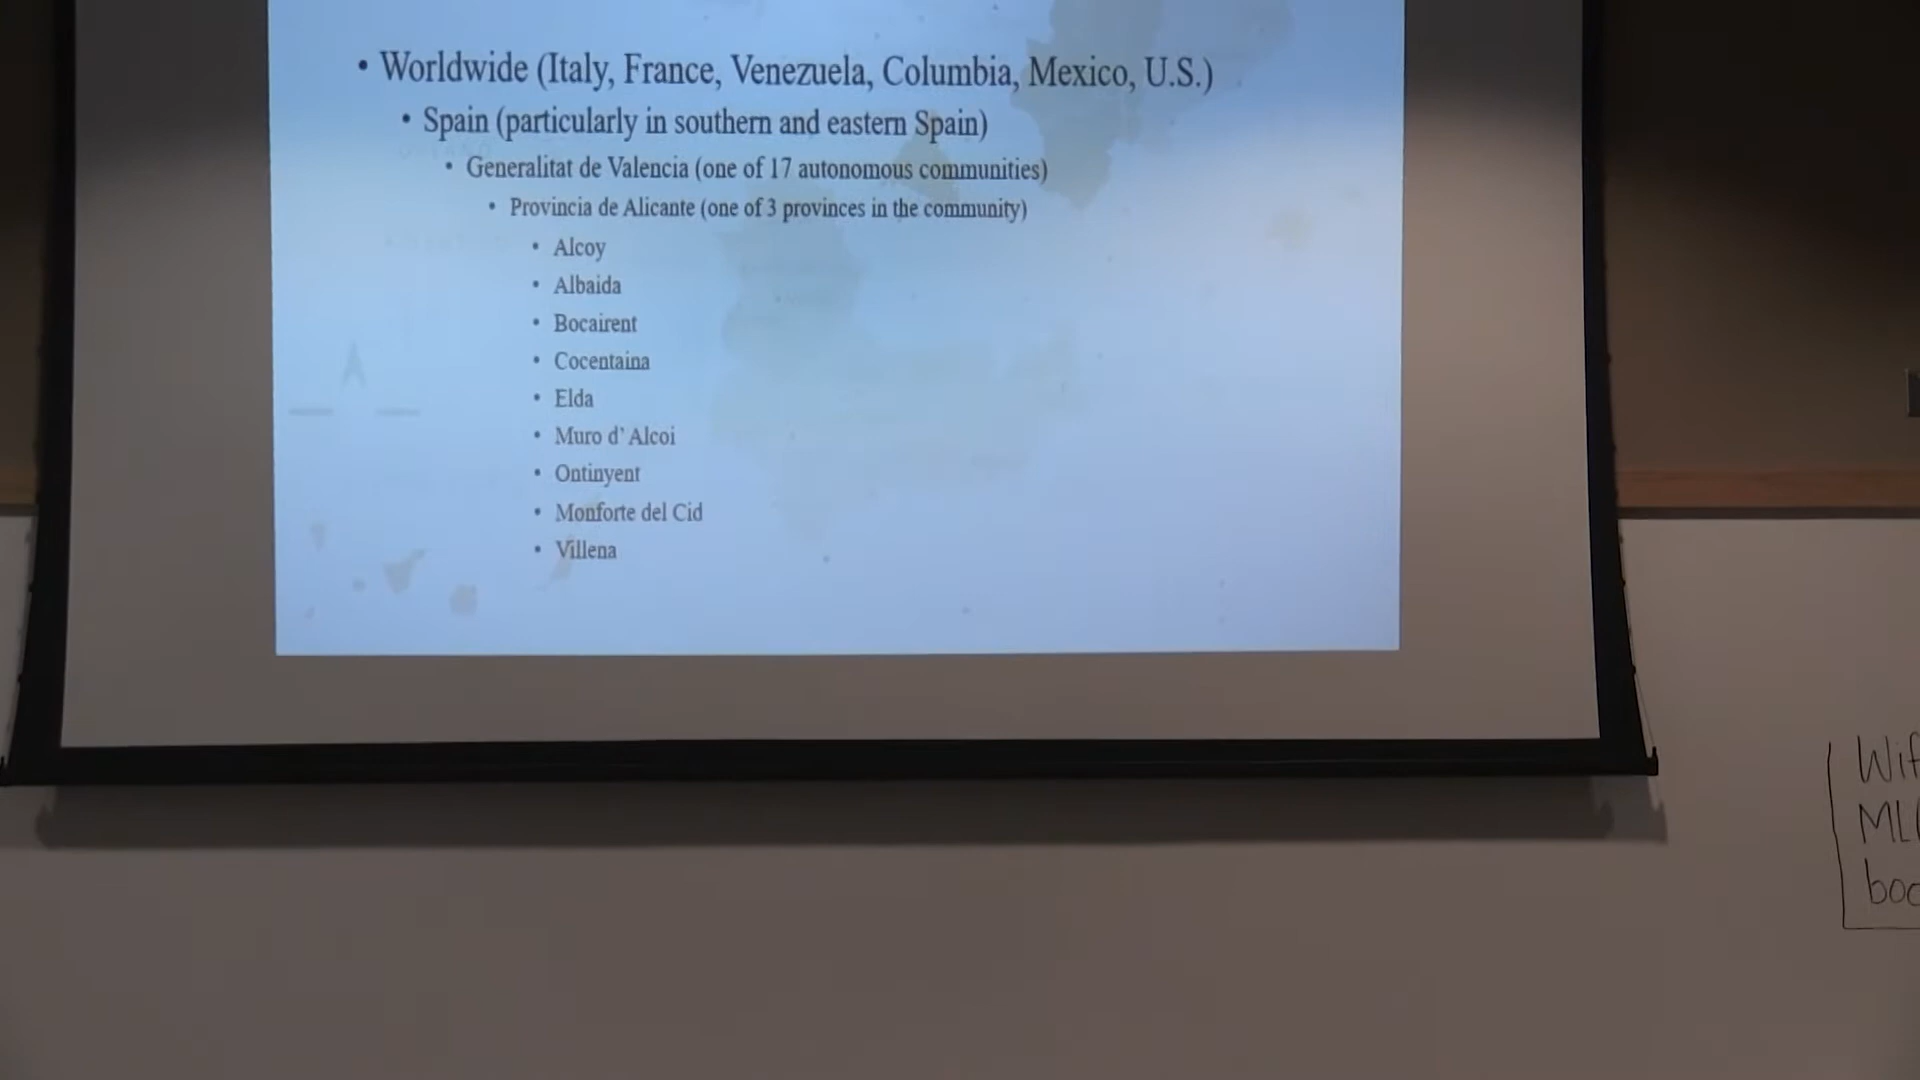 • Worldwide (Italy, France, Venezuela, Columbia, Mexico, U.S.)
• Spain (particularly in southern and eastern Spain)
• Generalitat de Valencia (one of 17 autonomous communities)
• Provincia de Alicante (one of 3 provinces in the community)
• Alcoy
• Albaida
• Bocairent
• Cocentaina
• Elda
• Muro d' Alcoi
• Ontinyent
• Monforte del Cid
• Villena